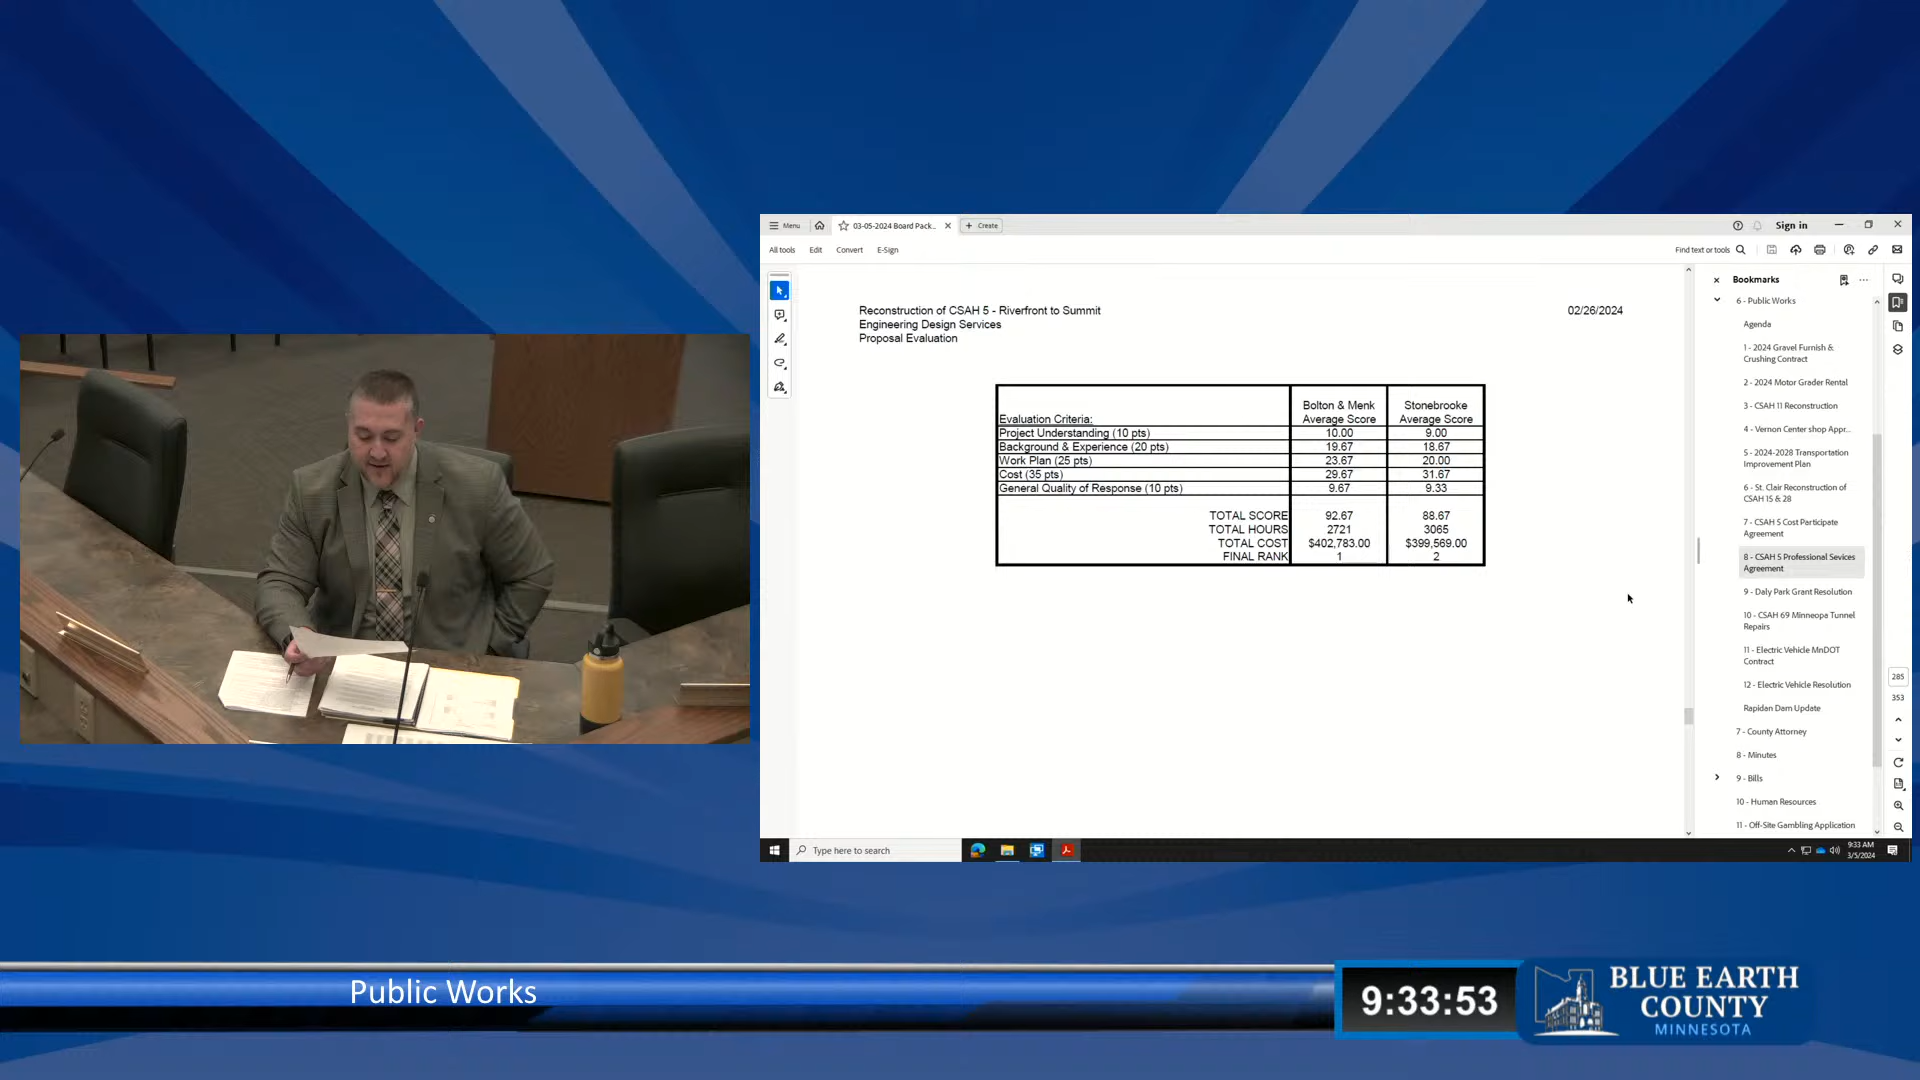 Menu
03-05-2024 Board Pack...
Create
Sign in
All tools
Edit
Convert
E-Sign
Find text or tools
Reconstruction of CSAH 5 - Riverfront to Summit
02/26/2024
Engineering Design Services
Proposal Evaluation
Evaluation Criteria:
Bolton & Menk
Average Score
Stonebrooke
Average Score
Project Understanding (10 pts) 10.00 9.00
Background & Experience (20 pts) 19.67 18.67
Work Plan (25 pts) 23.67 20.00
Cost (35 pts) 29.67 31.67
General Quality of Response (10 pts) 9.67 9.33
TOTAL SCORE 92.67 88.67
TOTAL HOURS 2721 3065
TOTAL COST $402,783.00 $399,569.00
FINAL RANK 1 2
Bookmarks
6 - Public Works
Agenda
1 - 2024 Gravel Furnish &
Crushing Contract
2 - 2024 Motor Grader Rental
3 - CSAH 11 Reconstruction
4 - Vernon Center shop Appr...
5 - 2024-2028 Transportation
Improvement Plan
6 - St. Clair Reconstruction of
CSAH 15 & 28
7 - CSAH 5 Cost Participate
Agreement
8 - CSAH 5 Professional Sevices
Agreement
9 - Daly Park Grant Resolution
10 - CSAH 69 Minneopa Tunnel
Repairs
11 - Electric Vehicle MnDOT
Contract
12 - Electric Vehicle Resolution
Rapidan Dam Update
7 - County Attorney
8 - Minutes
9 - Bills
10 - Human Resources
11 - Off-Site Gambling Application
285
353
Type here to search
9:33 AM
3/5/2024
Public Works
9:33:53
BLUE EARTH
COUNTY
MINNESOTA